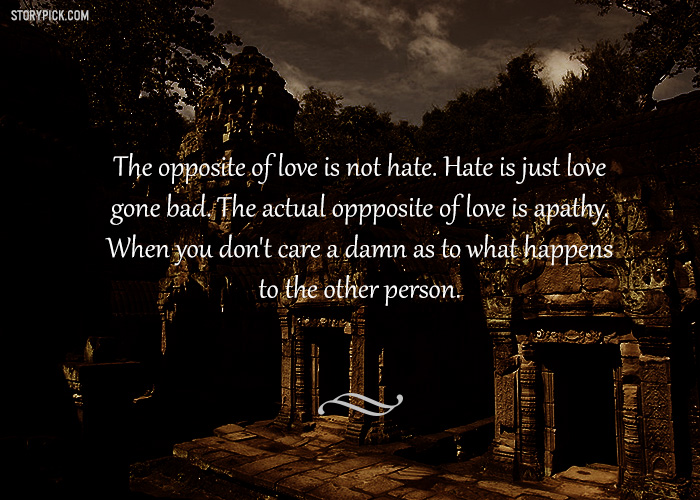 STORYPICK.COM
The opposite of love is not hate. Hate is just love
gone bad. The actual oppposite of love is apathy.
When you don't care a damn as to what happens
to the other person.